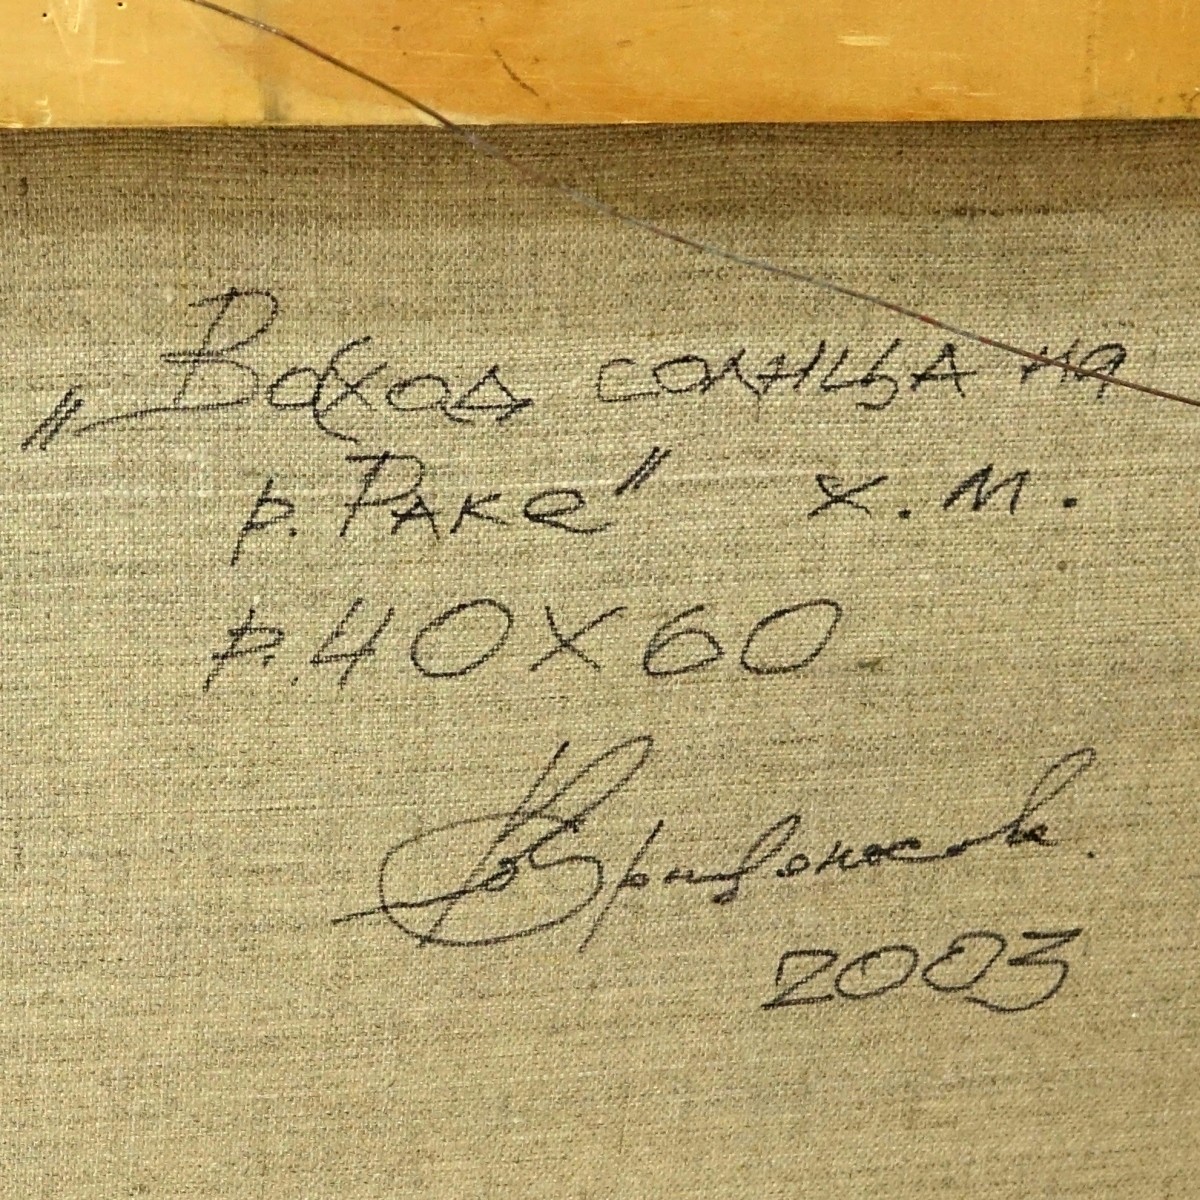 „Восход солнца на
р. Раке" х.м.
р. 40х60
2003